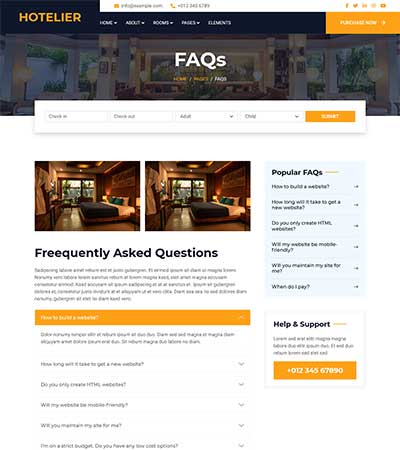 HOTELIER
info@example.com
+012 345 6789
HOME
ABOUT
ROOMS
PAGES
ELEMENTS
PURCHASE NOW
FAQs
HOME / PAGES / FAQS
Check in
Check out
Adult
Child
SUBMIT
Freequently Asked Questions
Sadipscing labore amet rebum est et justo gubergren. Et eirmod ipsum sit diam ut magna lorem.
Nonumy vero labore lorem sanctus rebum et lorem magna kasd, stet amet magna accusam
consetetur eirmod. Kasd accusam sit ipsum sadipscing et at at sanctus et. Ipsum sit gubergren
dolores et, consetetur justo invidunt at et aliquyam ut et vero clita. Diam sea sea no sed dolores
diam nonumy, gubergren sit stet no diam kasd vero.
How to build a website?
Dolor nonumy tempor elitr et rebum ipsum sit duo duo. Diam sed sed magna et magna diam
aliquyam amet dolore ipsum erat duo. Sit rebum magna duo labore no diam.
How long will it take to get a new website?
Do you only create HTML websites?
Will my website be mobile-friendly?
Will you maintain my site for me?
I'm on a strict budget. Do you have any low cost options?
Popular FAQs
How to build a website?
How long will it take to get a
new website?
Do you only create HTML
websites?
Will my website be mobile-
friendly?
Will you maintain my site for
me?
When do I pay?
Help & Support
Lorem ipsum dolor sit amet rebum est
lorem.
+012 345 67890